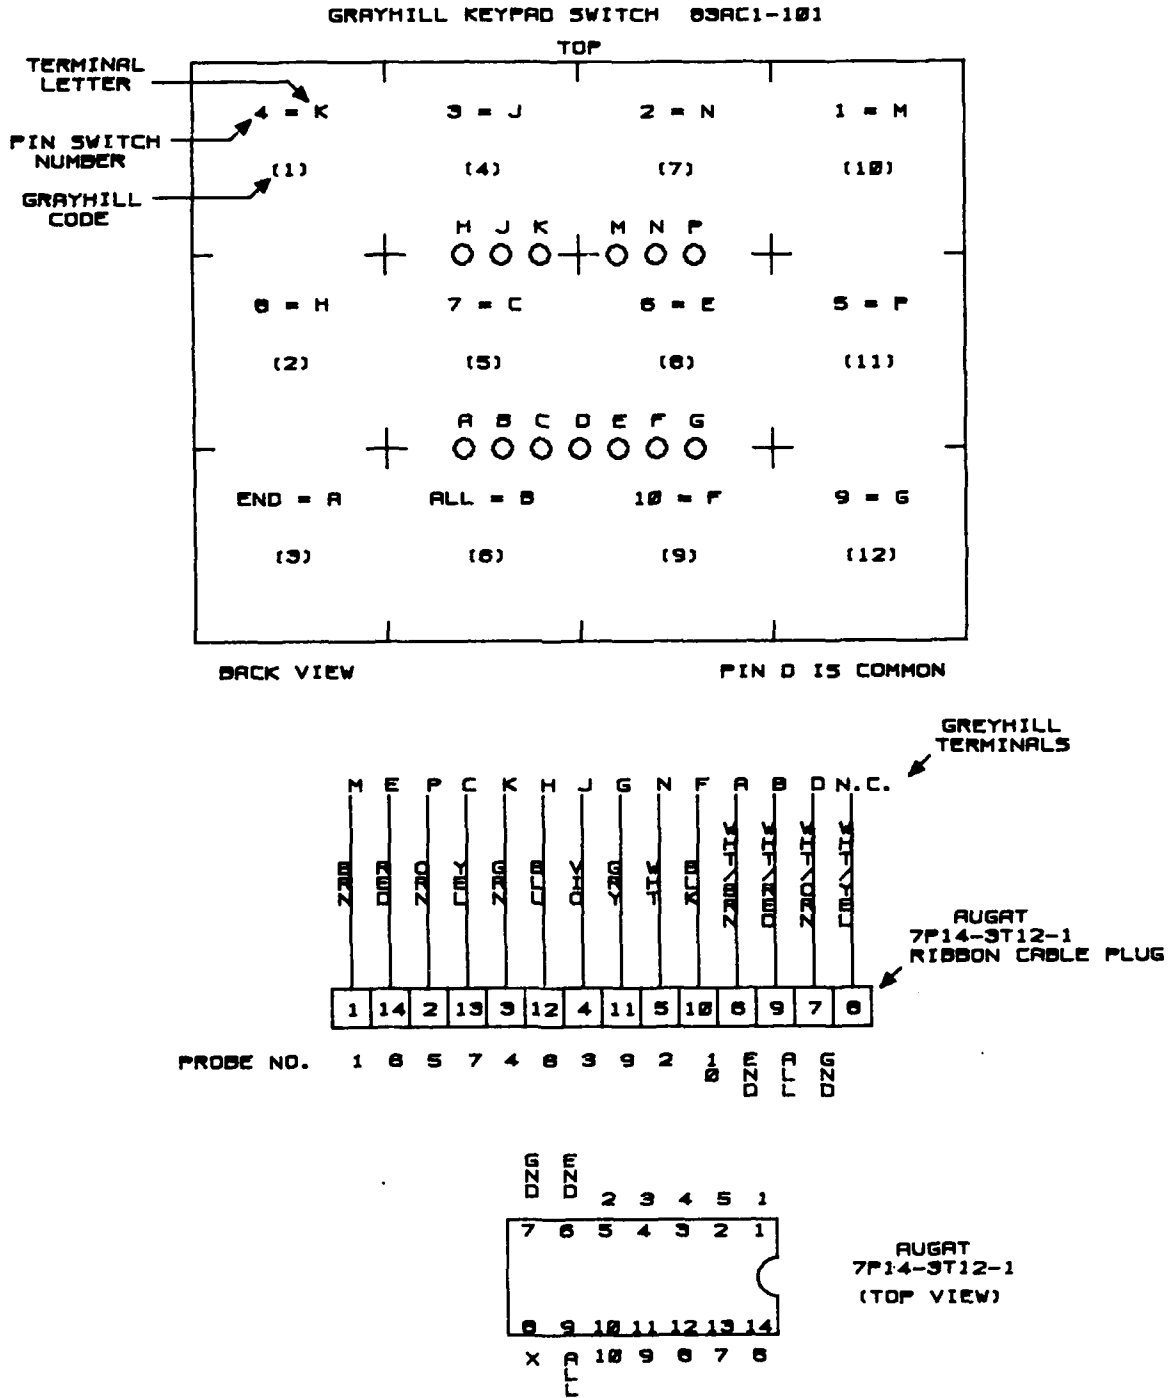 GRAYHILL KEYPAD SWITCH 83AC1-101
TOP
TERMINAL
LETTER
PIN SWITCH
NUMBER
GRAYHILL
CODE
4 = K 3 = J 2 = N 1 = M
(1) (4) (7) (10)
H J K M N P
8 = H 7 = C 6 = E 5 = P
(2) (5) (8) (11)
A B C D E F G
END = A ALL = B 10 = F 9 = G
(3) (6) (9) (12)
BACK VIEW PIN D IS COMMON
GREYHILL
TERMINALS
M E P C K H J G N F A B D N.C.
BRN RED ORN YEL GRN BLU VIO GRY WHT BLK WHT/BRN WHT/RED WHT/ORN WHT/YEL
AUGAT
7P14-3T12-1
RIBBON CABLE PLUG
1 14 2 13 3 12 4 11 5 10 6 9 7 8
PROBE NO. 1 6 5 7 4 8 3 9 2 10 END ALL GND
GND END 2 3 4 5 1
7 6 5 4 3 2 1
AUGAT
7P14-3T12-1
(TOP VIEW)
8 9 10 11 12 13 14
X ALL 10 9 8 7 6